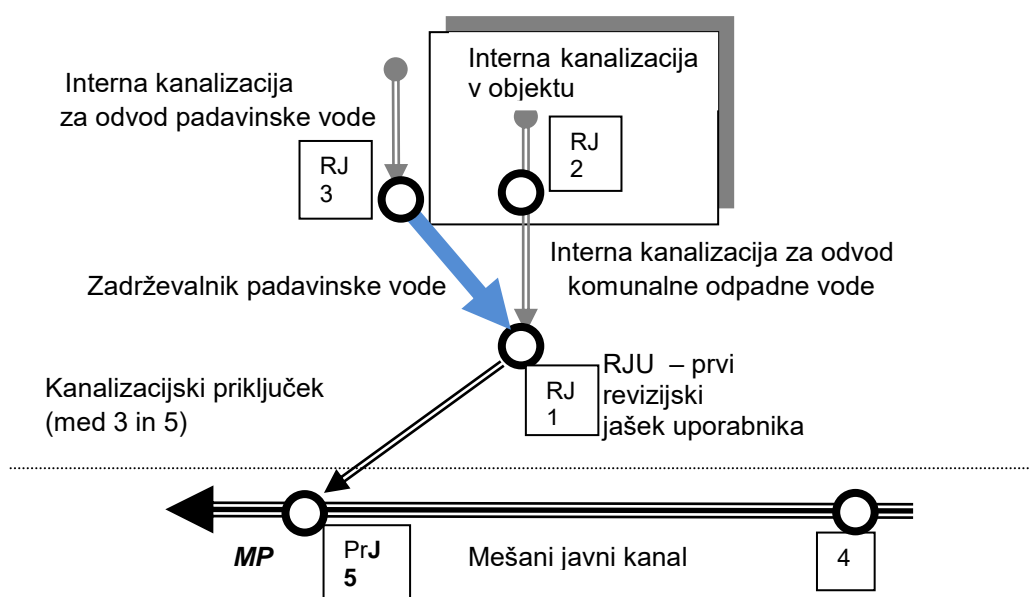 Interna kanalizacija
za odvod padavinske vode
Interna kanalizacija
v objektu
RJ
3
RJ
2
Interna kanalizacija za odvod
komunalne odpadne vode
Zadrževalnik padavinske vode
Kanalizacijski priključek
(med 3 in 5)
RJ
1
RJU – prvi
revizijski
jašek uporabnika
MP
PrJ
5
Mešani javni kanal
4